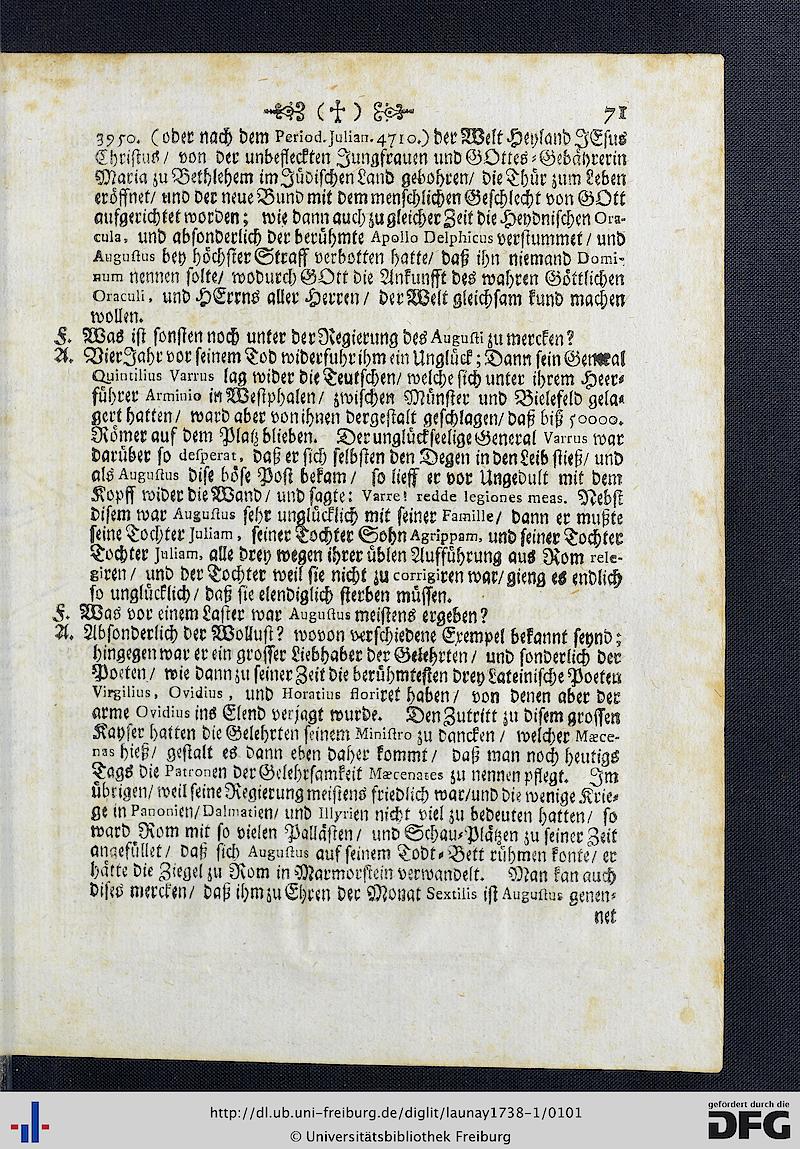 ( † ) 71
3950. (oder nach dem Period. Julian. 4710.) der Welt Heyland JEsus
Christus/ von der unbefleckten Jungfrauen und GOttes-Gebährerin
Maria zu Bethlehem im Jüdischen Land gebohren/ die Thür zum Leben
eröffnet/ und der neue Bund mit dem menschlichen Geschlecht von GOtt
aufgerichtet worden; wie dann auch zu gleicher Zeit die Heydnischen Ora-
cula, und absonderlich der berühmte Apollo Delphicus verstummet/ und
Augustus bey höchster Straff verbotten hatte/ daß ihn niemand Domi-
num nennen solte/ wodurch GOtt die Ankunfft des wahren Göttlichen
Oraculi, und HErrns aller Herren/ der Welt gleichsam kund machen
wollen.
F. Was ist sonsten noch unter der Regierung des Augusti zu mercken?
A. Vier Jahr vor seinem Tod widerfuhr ihm ein Unglück; Dann sein General
Quintilius Varrus lag wider die Teutschen/ welche sich unter ihrem Heer-
führer Arminio in Westphalen/ zwischen Münster und Bielefeld gela-
gert hatten/ ward aber von ihnen dergestalt geschlagen/ daß biß 50000.
Römer auf dem Platz blieben. Der unglückseelige General Varrus war
darüber so desperat, daß er sich selbsten den Degen in den Leib stieß/ und
als Augustus dise böse Post bekam/ so lieff er vor Ungedult mit dem
Kopff wider die Wand/ und sagte: Varre! redde legiones meas. Nebst
disem war Augustus sehr unglücklich mit seiner Famille/ dann er mußte
seine Tochter Juliam, seiner Tochter Sohn Agrippam, und seiner Tochter
Tochter Juliam, alle drey wegen ihrer üblen Aufführung aus Rom rele-
giren/ und der Tochter weil sie nicht zu corrigiren war/ gieng es endlich
so unglücklich/ daß sie elendiglich sterben müssen.
F. Was vor einem Laster war Augustus meistens ergeben?
A. Absonderlich der Wollust? wovon verschiedene Exempel bekannt seynd;
hingegen war er ein grosser Liebhaber der Gelehrten/ und sonderlich der
Poeten/ wie dann zu seiner Zeit die berühmtesten drey Lateinische Poeten
Virgilius, Ovidius, und Horatius floriret haben/ von denen aber der
arme Ovidius ins Elend verjagt wurde. Den Zutritt zu disem grossen
Kayser hatten die Gelehrten seinem Ministro zu dancken/ welcher Mæce-
nas hieß/ gestalt es dann eben daher kommt/ daß man noch heutigs
Tags die Patronen der Gelehrsamkeit Mæcenates zu nennen pflegt. Im
übrigen/ weil seine Regierung meistens friedlich war/ und die wenige Krie-
ge in Panonien/ Dalmatien/ und Illyrien nicht viel zu bedeuten hatten/ so
ward Rom mit so vielen Pallästen/ und Schau-Plätzen zu seiner Zeit
angefüllet/ daß sich Augustus auf seinem Todt-Bett rühmen konte/ er
hätte die Ziegel zu Rom in Marmorstein verwandelt. Man kan auch
dises mercken/ daß ihm zu Ehren der Monat Sextilis ist Augustus genen-
net
http://dl.ub.uni-freiburg.de/diglit/launay1738-1/0101
© Universitätsbibliothek Freiburg
gefördert durch die
DFG